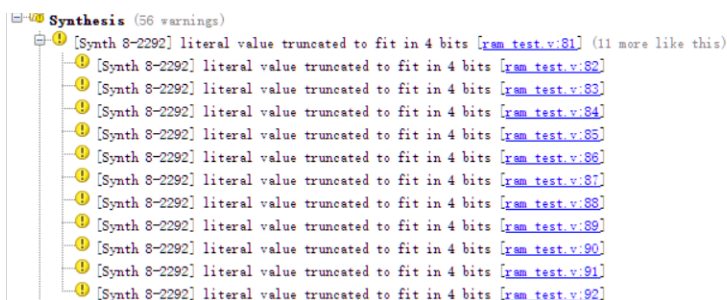 Synthesis (56 warnings)
[Synth 8-2292] literal value truncated to fit in 4 bits [ram_test.v:81] (11 more like this)
[Synth 8-2292] literal value truncated to fit in 4 bits [ram_test.v:82]
[Synth 8-2292] literal value truncated to fit in 4 bits [ram_test.v:83]
[Synth 8-2292] literal value truncated to fit in 4 bits [ram_test.v:84]
[Synth 8-2292] literal value truncated to fit in 4 bits [ram_test.v:85]
[Synth 8-2292] literal value truncated to fit in 4 bits [ram_test.v:86]
[Synth 8-2292] literal value truncated to fit in 4 bits [ram_test.v:87]
[Synth 8-2292] literal value truncated to fit in 4 bits [ram_test.v:88]
[Synth 8-2292] literal value truncated to fit in 4 bits [ram_test.v:89]
[Synth 8-2292] literal value truncated to fit in 4 bits [ram_test.v:90]
[Synth 8-2292] literal value truncated to fit in 4 bits [ram_test.v:91]
[Synth 8-2292] literal value truncated to fit in 4 bits [ram_test.v:92]